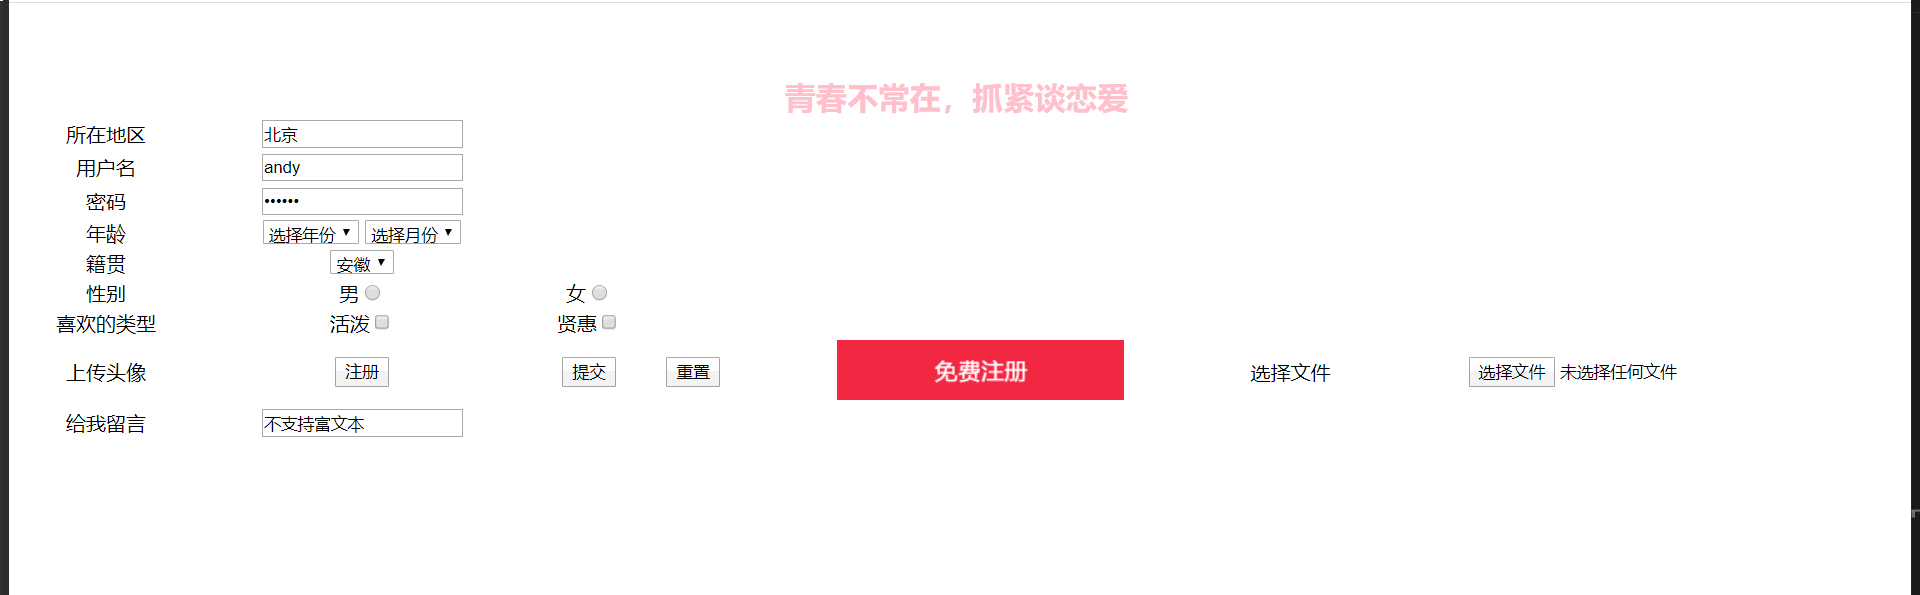 青春不常在，抓紧谈恋爱
所在地区 北京
用户名 andy
密码 ••••••
年龄 选择年份 选择月份
籍贯 安徽
性别 男 女
喜欢的类型 活泼 贤惠
上传头像 注册 提交 重置 免费注册 选择文件 选择文件 未选择任何文件
给我留言 不支持富文本